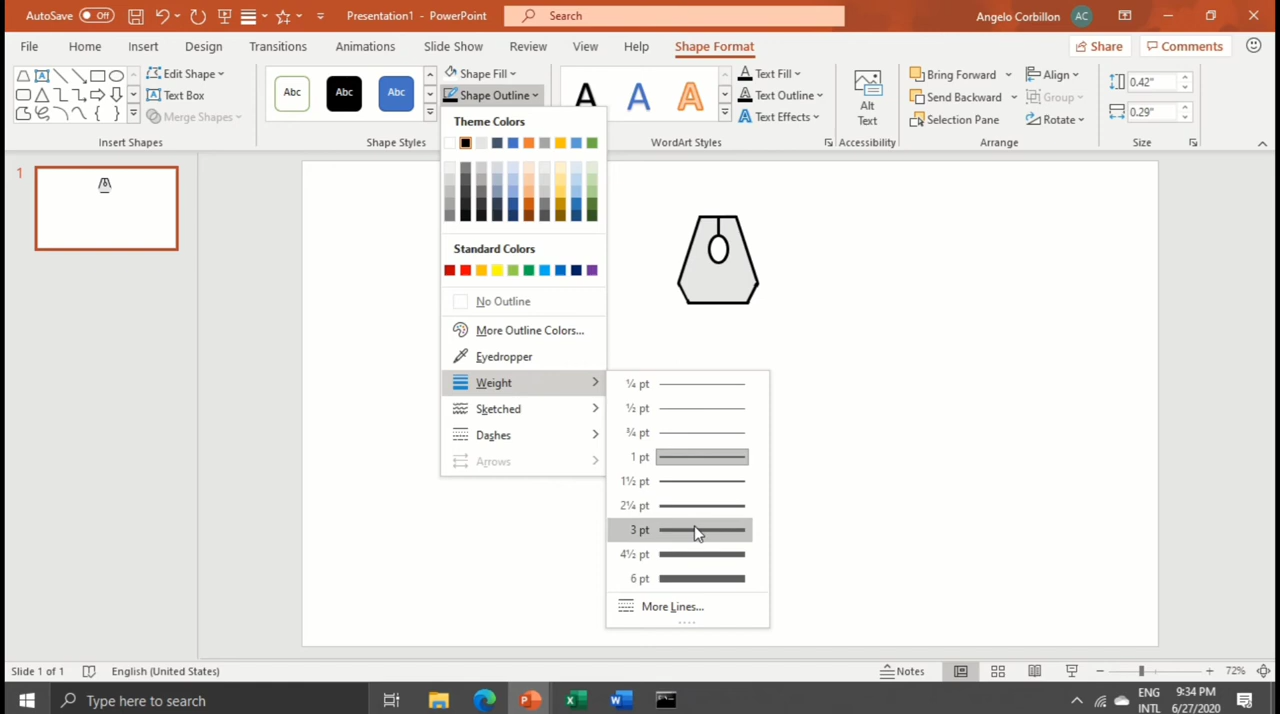 AutoSave Off Presentation1 - PowerPoint Search Angelo Corbillon AC
File Home Insert Design Transitions Animations Slide Show Review View Help Shape Format Share Comments
Edit Shape
Text Box
Merge Shapes
Insert Shapes
Abc Abc Abc
Shape Fill
Shape Outline
Shape Styles
A A A
Text Fill
Text Outline
Text Effects
WordArt Styles
Alt
Text
Accessibility
Bring Forward
Send Backward
Selection Pane
Align
Group
Rotate
Arrange
0.42"
0.29"
Size
1
Theme Colors
Standard Colors
No Outline
More Outline Colors...
Eyedropper
Weight
Sketched
Dashes
Arrows
¼ pt
½ pt
¾ pt
1 pt
1½ pt
2¼ pt
3 pt
4½ pt
6 pt
More Lines...
Slide 1 of 1 English (United States) Notes 72%
Type here to search
ENG
INTL
9:34 PM
6/27/2020